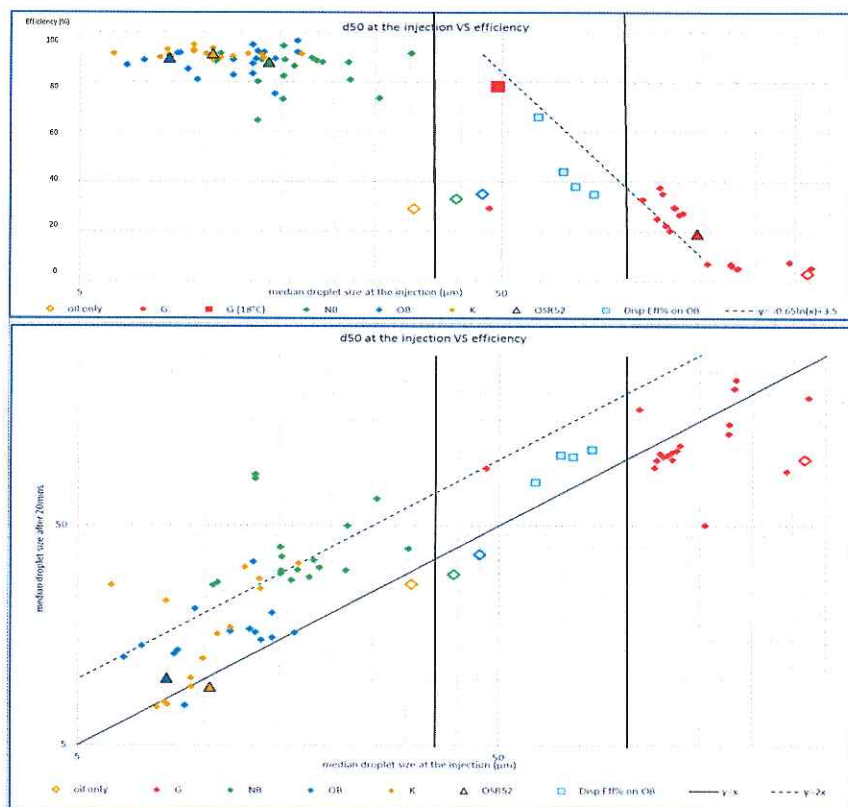 Efficiency (%)
d50 at the injection VS efficiency
100
80
60
40
20
0
5
50
median droplet size at the injection (µm)
oil only
G
G (18°C)
NB
OB
K
OSR52
Disp Eff% on OB
y= -0.65ln(x)+3.5
d50 at the injection VS efficiency
median droplet size after 20mins
50
5
5
50
median droplet size at the injection (µm)
oil only
G
NB
OB
K
OSR52
Disp Eff% on OB
y=x
y=2x